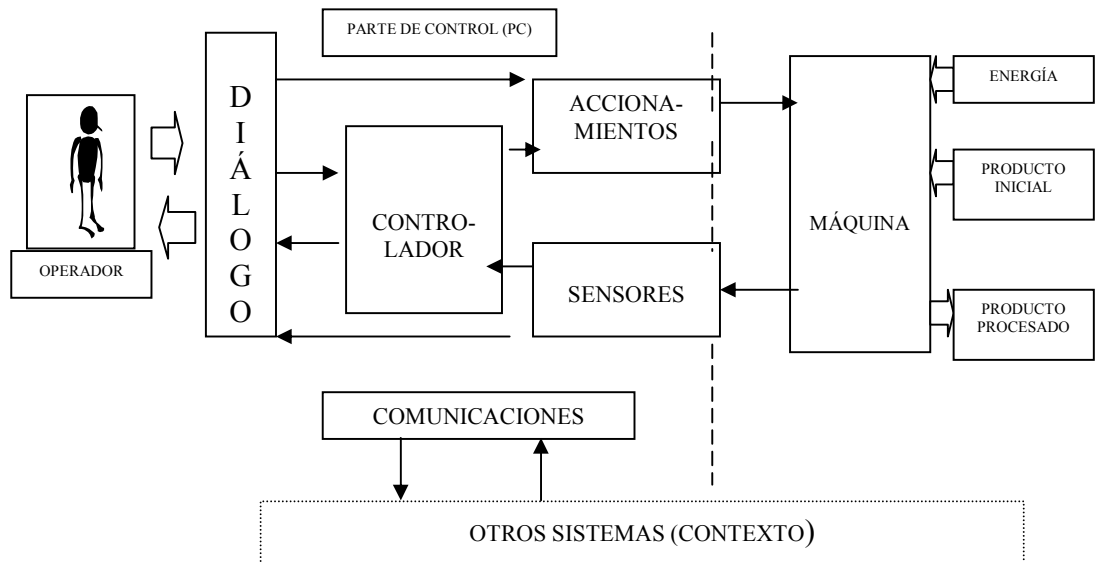 PARTE DE CONTROL (PC)
D
I
Á
L
O
G
O
OPERADOR
CONTRO-
LADOR
ACCIONA-
MIENTOS
SENSORES
MÁQUINA
ENERGÍA
PRODUCTO
INICIAL
PRODUCTO
PROCESADO
COMUNICACIONES
OTROS SISTEMAS (CONTEXTO)